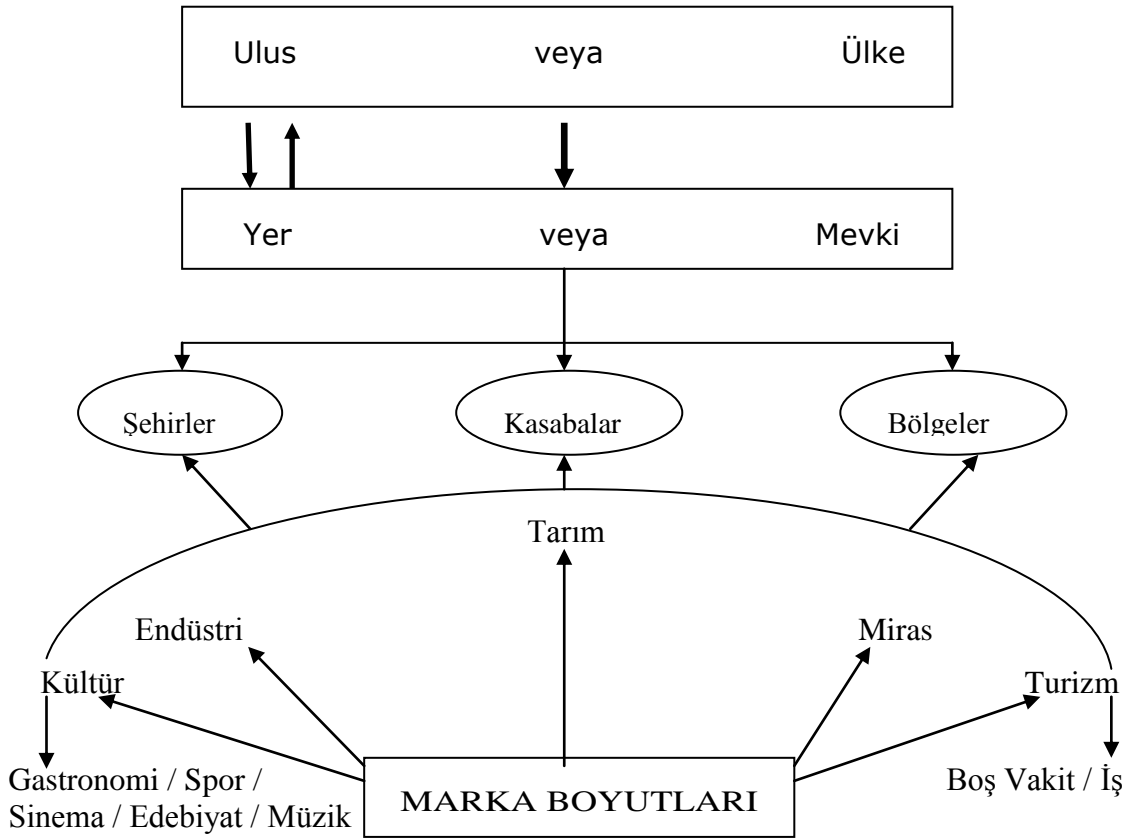 Ulus veya Ülke
Yer veya Mevki
Şehirler
Kasabalar
Bölgeler
Tarım
Endüstri
Miras
Kültür
Turizm
Gastronomi / Spor /
Sinema / Edebiyat / Müzik
MARKA BOYUTLARI
Boş Vakit / İş